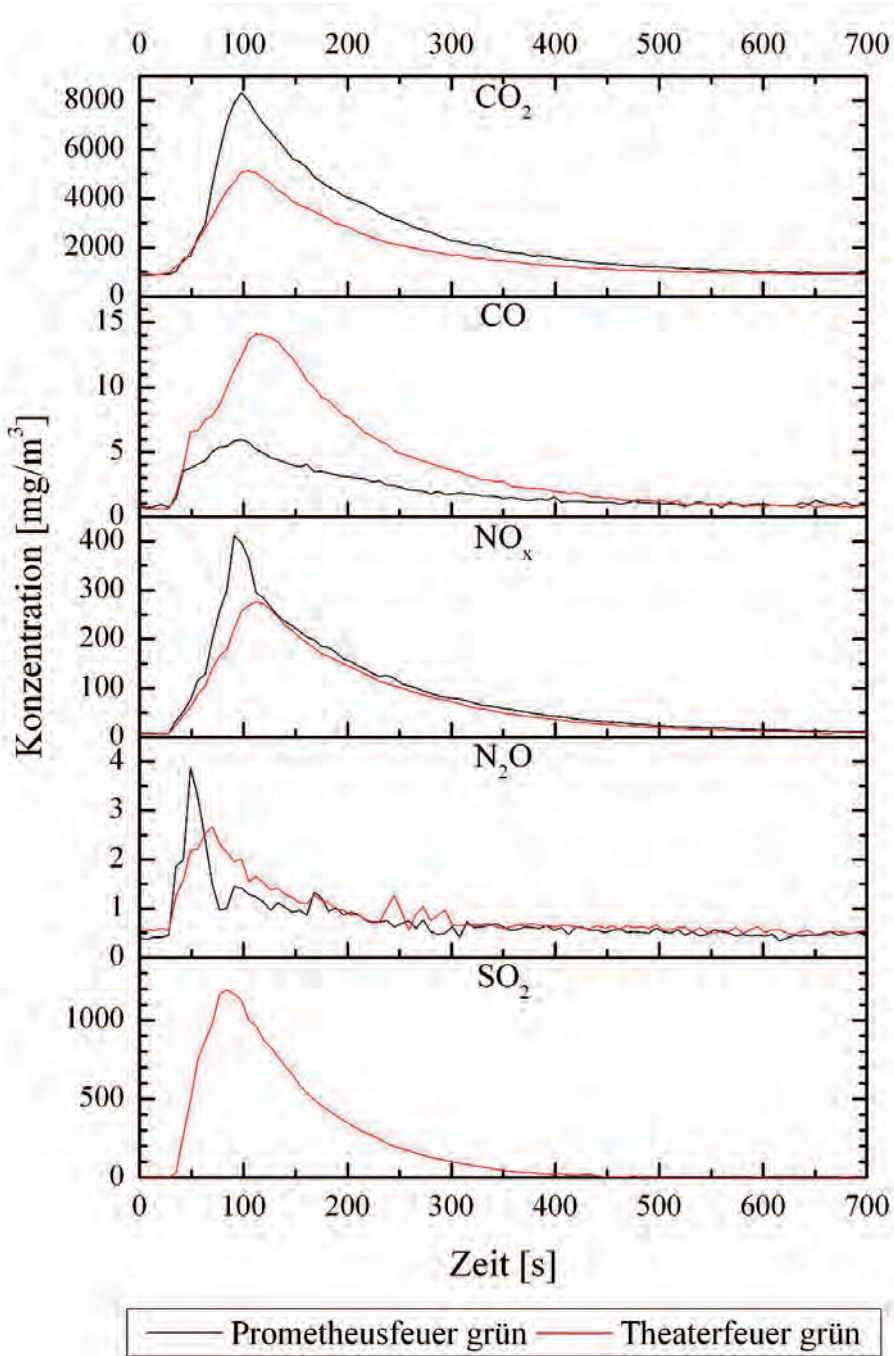 0 100 200 300 400 500 600 700
CO₂
8000
6000
4000
2000
0
CO
15
10
5
0
NOₓ
400
300
200
100
0
N₂O
4
3
2
1
0
SO₂
1000
500
0
0 100 200 300 400 500 600 700
Konzentration [mg/m³]
Zeit [s]
Prometheusfeuer grün Theaterfeuer grün